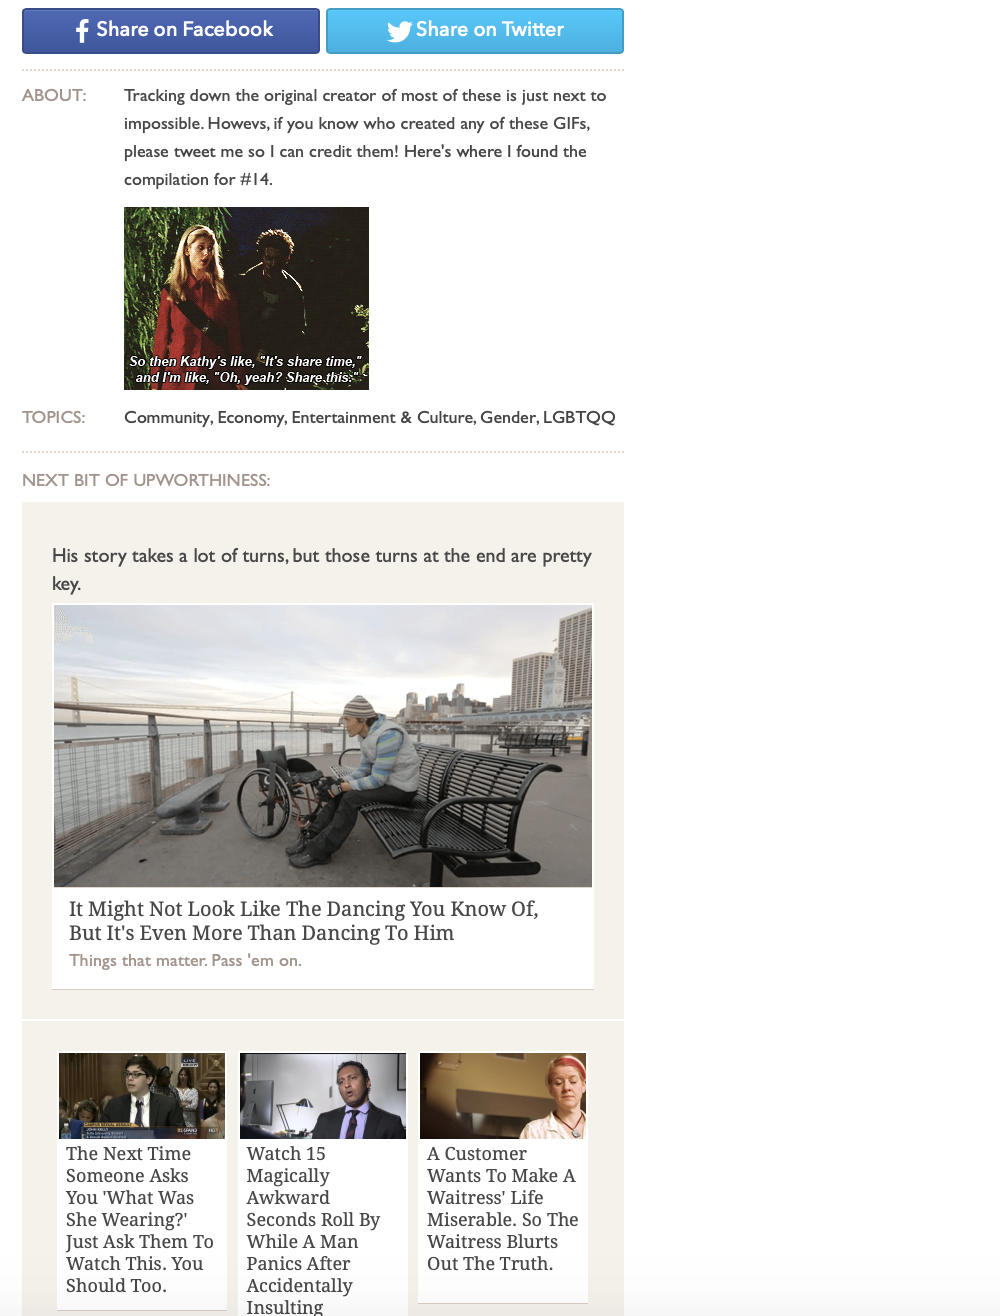 Share on Facebook
Share on Twitter
ABOUT:
Tracking down the original creator of most of these is just next to
impossible. Howevs, if you know who created any of these GIFs,
please tweet me so I can credit them! Here's where I found the
compilation for #14.
So then Kathy's like, "It's share time,"
and I'm like, "Oh, yeah? Share this."
TOPICS:
Community, Economy, Entertainment & Culture, Gender, LGBTQQ
NEXT BIT OF UPWORTHINESS:
His story takes a lot of turns, but those turns at the end are pretty
key.
It Might Not Look Like The Dancing You Know Of,
But It's Even More Than Dancing To Him
Things that matter. Pass 'em on.
LIVE
JOHN KELLY
The Next Time
Someone Asks
You 'What Was
She Wearing?'
Just Ask Them To
Watch This. You
Should Too.
Watch 15
Magically
Awkward
Seconds Roll By
While A Man
Panics After
Accidentally
Insulting
A Customer
Wants To Make A
Waitress' Life
Miserable. So The
Waitress Blurts
Out The Truth.